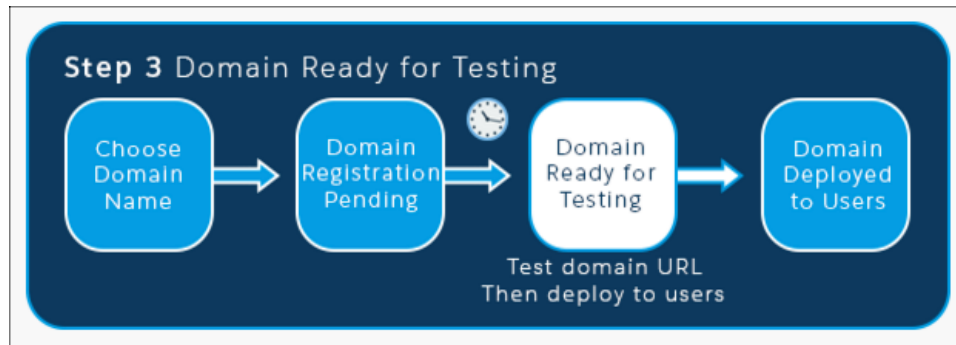 Step 3 Domain Ready for Testing
Choose
Domain
Name
Domain
Registration
Pending
Domain
Ready for
Testing
Domain
Deployed
to Users
Test domain URL
Then deploy to users